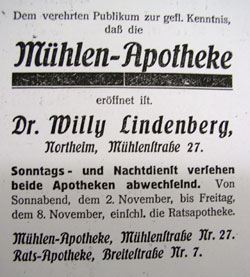 Dem verehrten Publikum zur gefl. Kenntnis,
daß die
Mühlen-Apotheke
eröffnet ist.
Dr. Willy Lindenberg,
Northeim, Mühlenstraße 27.
Sonntags- und Nachtdienst versehen
beide Apotheken abwechselnd. Von
Sonnabend, dem 2. November, bis Freitag,
dem 8. November, einschl. die Ratsapotheke.
Mühlen-Apotheke, Mühlenstraße Nr. 27.
Rats-Apotheke, Breitestraße Nr. 7.